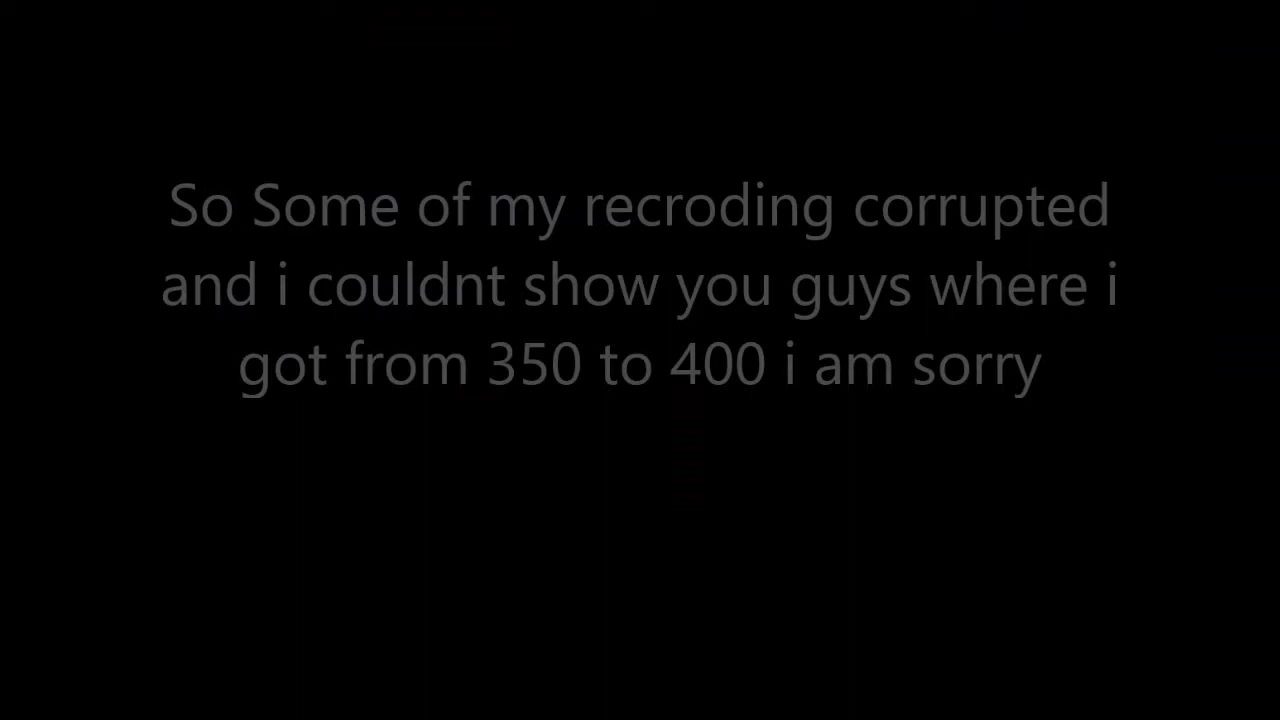 So Some of my recroding corrupted
and i couldnt show you guys where i
got from 350 to 400 i am sorry